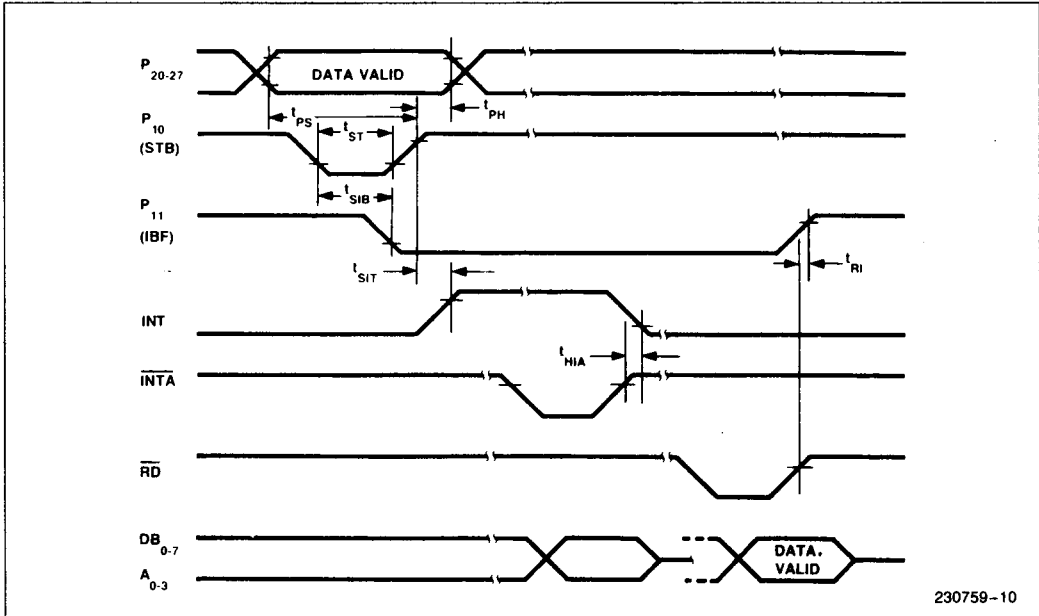 P20-27
DATA VALID
tPS
tPH
P10
(STB)
tST
tSIB
P11
(IBF)
tSIT
tRI
INT
tHIA
INTA
RD
DB0-7
DATA.
VALID
A0-3
230759-10